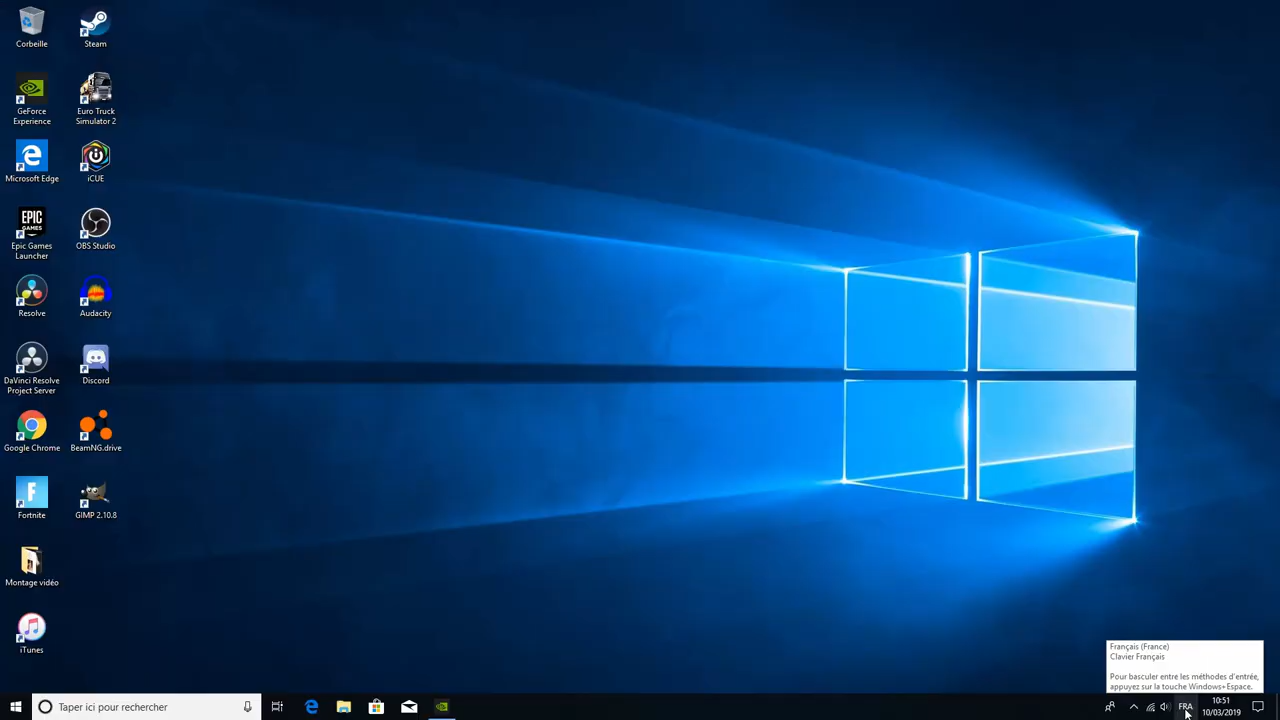 Corbeille
Steam
GeForce
Experience
Euro Truck
Simulator 2
Microsoft Edge
iCUE
EPIC
GAMES
Epic Games
Launcher
OBS Studio
Resolve
Audacity
DaVinci Resolve
Project Server
Discord
Google Chrome
BeamNG.drive
F
Fortnite
GIMP 2.10.8
Montage vidéo
iTunes
Français (France)
Clavier Français
Pour basculer entre les méthodes d'entrée,
appuyez sur la touche Windows+Espace.
Taper ici pour rechercher
FRA
10:51
10/03/2019